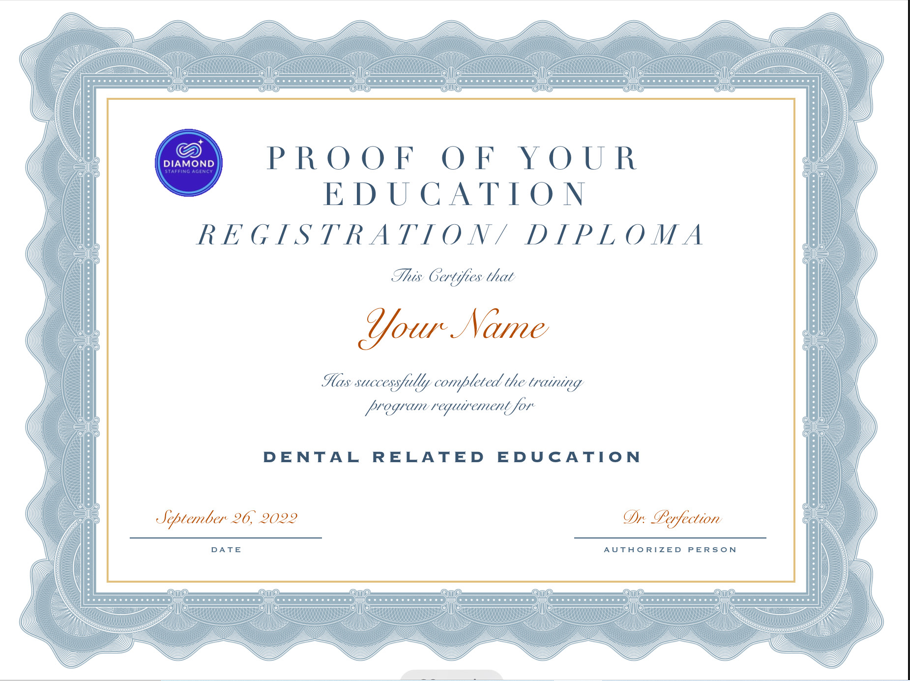 DIAMOND
STAFFING AGENCY
PROOF OF YOUR
EDUCATION
REGISTRATION/ DIPLOMA
This Certifies that
Your Name
Has successfully completed the training
program requirement for
DENTAL RELATED EDUCATION
September 26, 2022
Dr. Perfection
DATE
AUTHORIZED PERSON